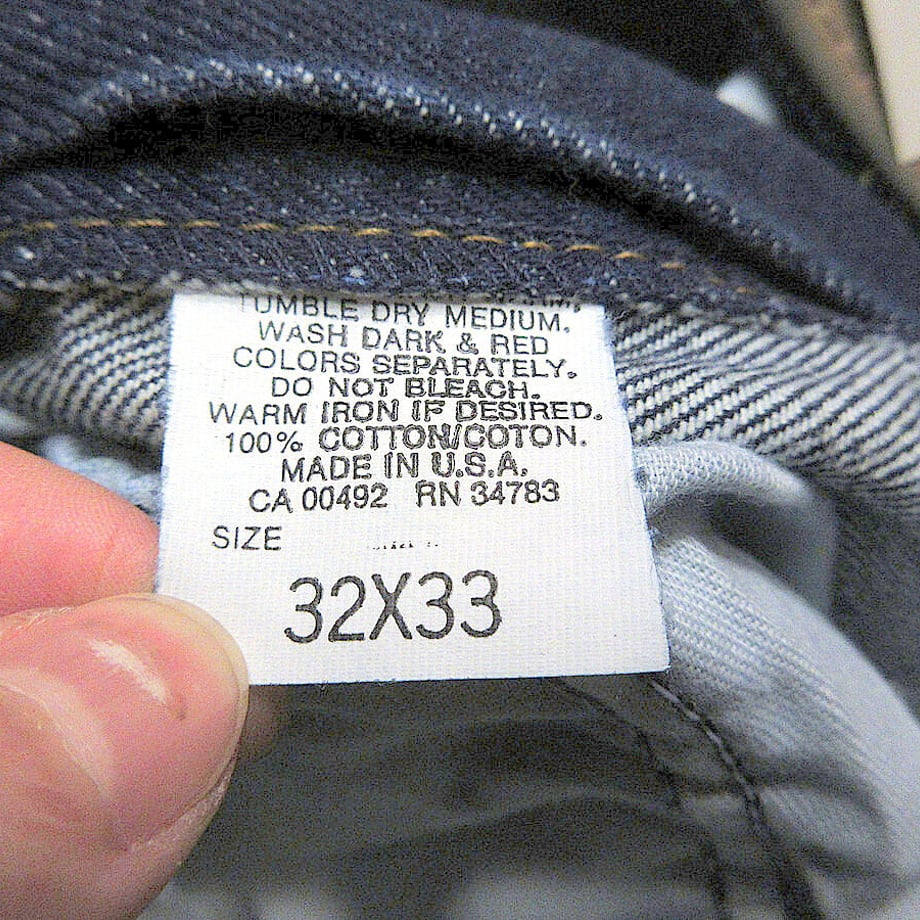 TUMBLE DRY MEDIUM.
WASH DARK & RED
COLORS SEPARATELY.
DO NOT BLEACH.
WARM IRON IF DESIRED.
100% COTTON/COTON.
MADE IN U.S.A.
CA 00492 RN 34783
SIZE
32X33